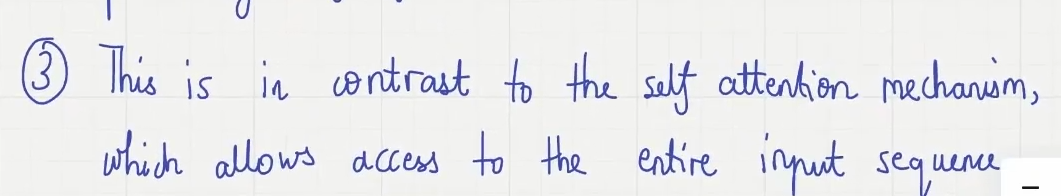 ③ This is in contrast to the self attention mechanism,
which allows access to the entire input sequence